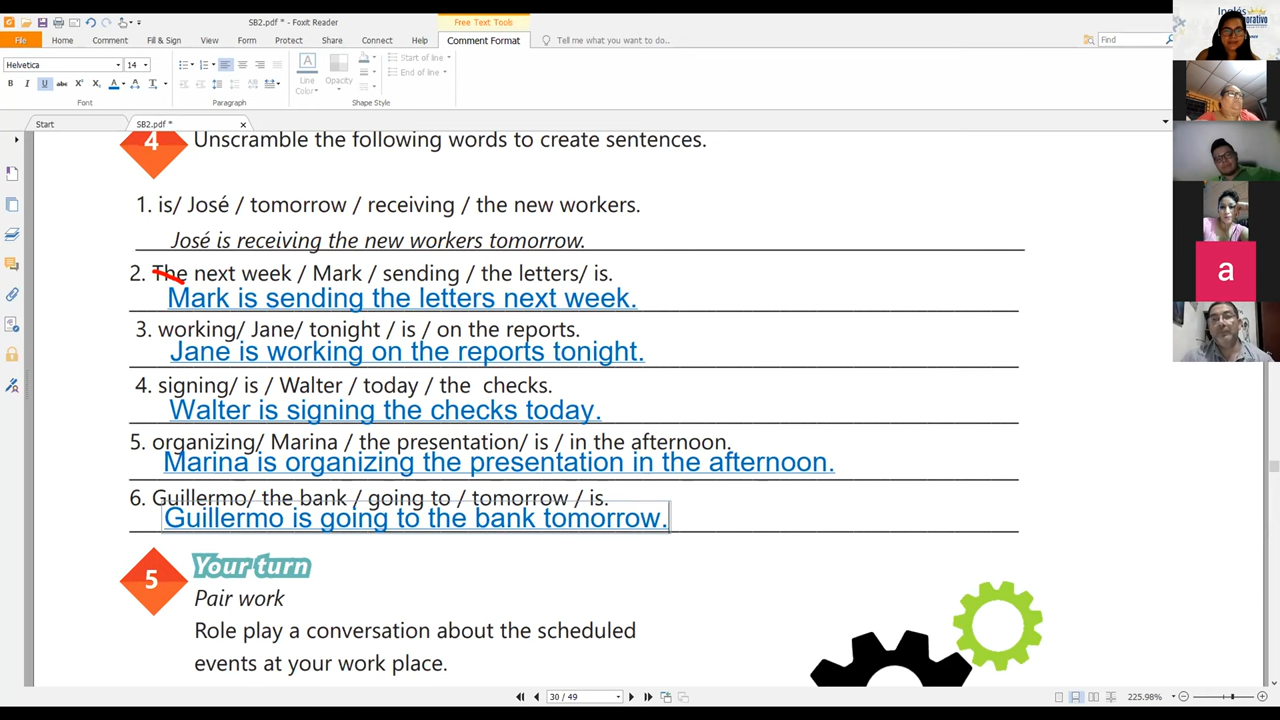 SB2.pdf * - Foxit Reader
Free Text Tools
Inglés
File Home Comment Fill & Sign View Form Protect Share Connect Help Comment Format Tell me what you want to do.. Find
Helvetica 14
Start of line
End of line
B I U abc X² X₂ A T
Line Color
Opacity
Font Paragraph Shape Style
Start SB2.pdf *
4 Unscramble the following words to create sentences.
1. is/ José / tomorrow / receiving / the new workers.
José is receiving the new workers tomorrow.
2. The next week / Mark / sending / the letters/ is.
Mark is sending the letters next week.
3. working/ Jane/ tonight / is / on the reports.
Jane is working on the reports tonight.
4. signing/ is / Walter / today / the checks.
Walter is signing the checks today.
5. organizing/ Marina / the presentation/ is / in the afternoon.
Marina is organizing the presentation in the afternoon.
6. Guillermo/ the bank / going to / tomorrow / is.
Guillermo is going to the bank tomorrow.
5 Your turn
Pair work
Role play a conversation about the scheduled
events at your work place.
a
30 / 49
225.98%